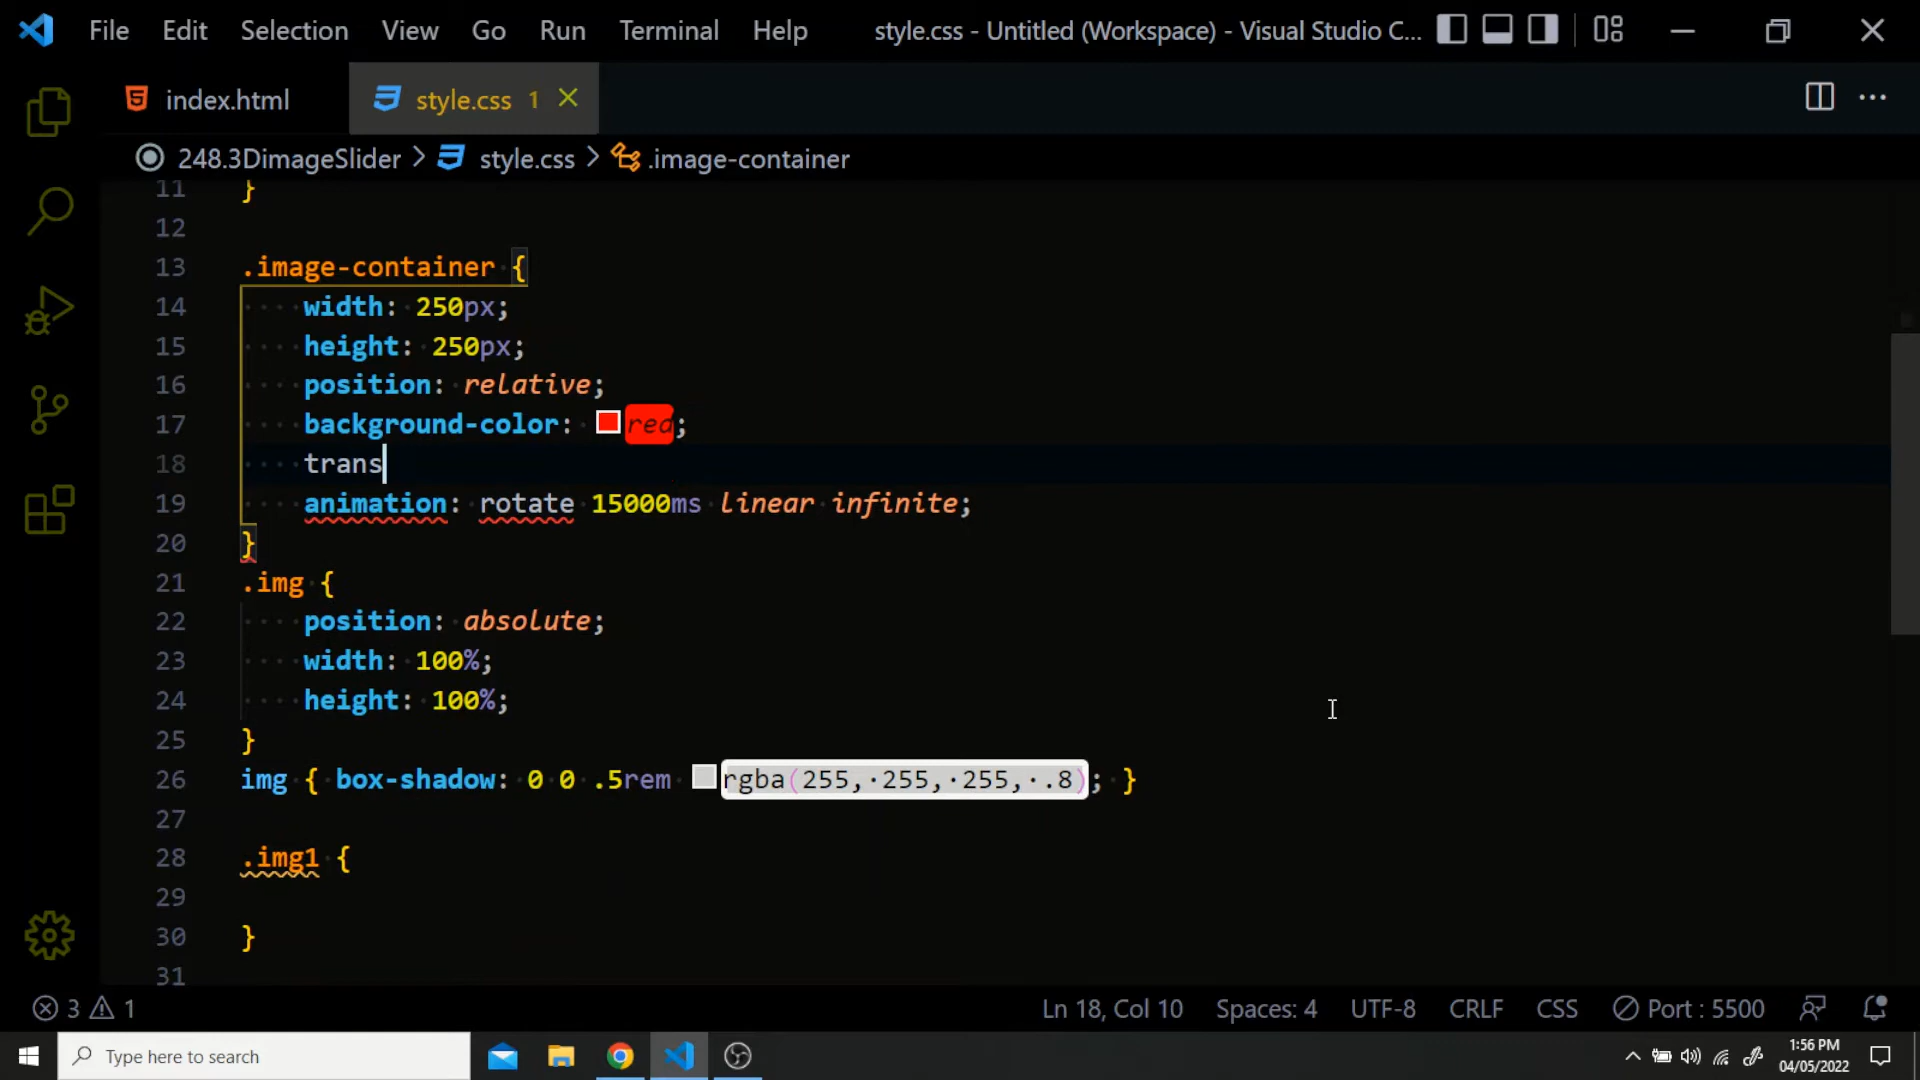 File Edit Selection View Go Run Terminal Help style.css - Untitled (Workspace) - Visual Studio C...
index.html style.css 1
248.3DimageSlider > style.css > .image-container
11 }
12
13 .image-container {
14 width: 250px;
15 height: 250px;
16 position: relative;
17 background-color: red;
18 trans
19 animation: rotate 15000ms linear infinite;
20 }
21 .img {
22 position: absolute;
23 width: 100%;
24 height: 100%;
25 }
26 img { box-shadow: 0 0 .5rem rgba(255, 255, 255, .8); }
27
28 .img1 {
29
30 }
31
3 1 Ln 18, Col 10 Spaces: 4 UTF-8 CRLF CSS Port : 5500
Type here to search 1:56 PM
04/05/2022